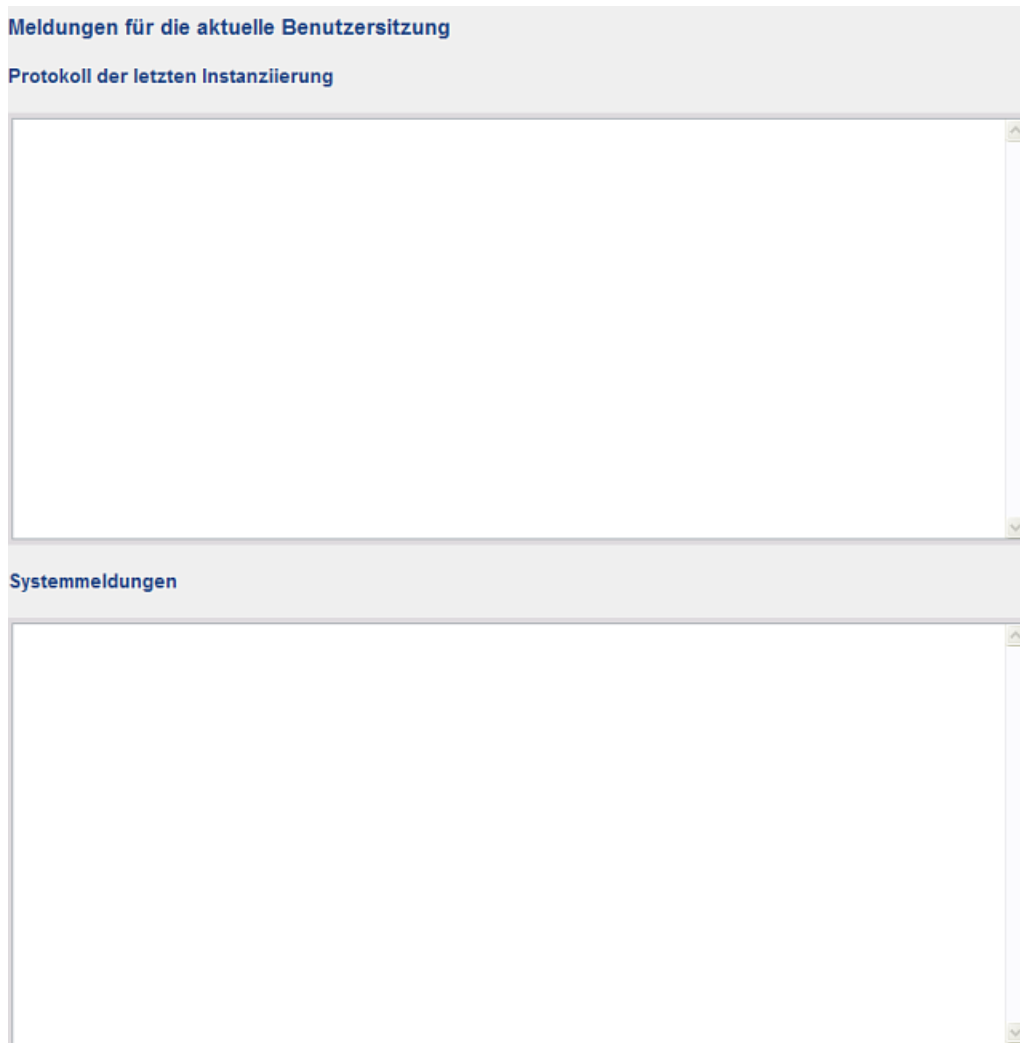 Meldungen für die aktuelle Benutzersitzung
Protokoll der letzten Instanziierung
Systemmeldungen